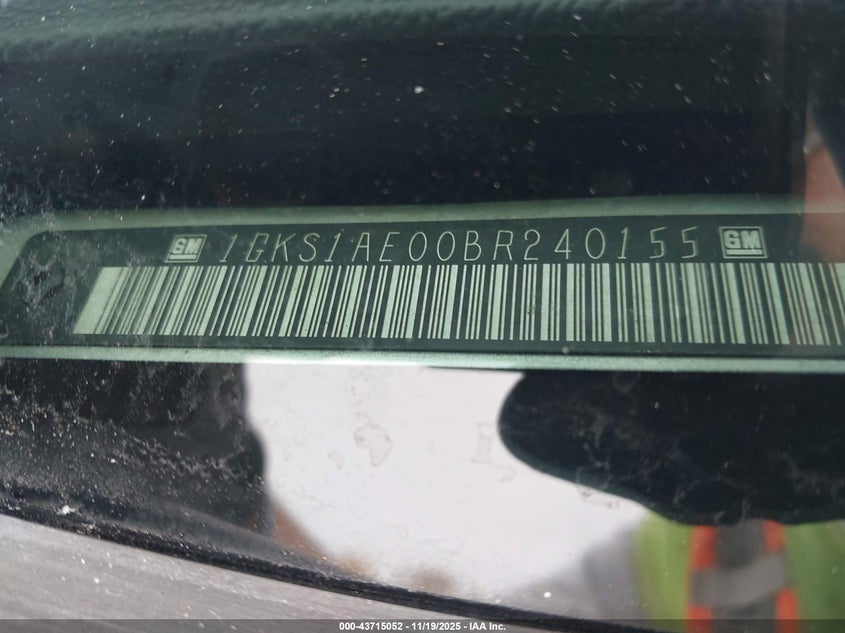 GM 1GKS1AE00BR240155 GM
000-43715052 - 11/19/2025 - IAA Inc.